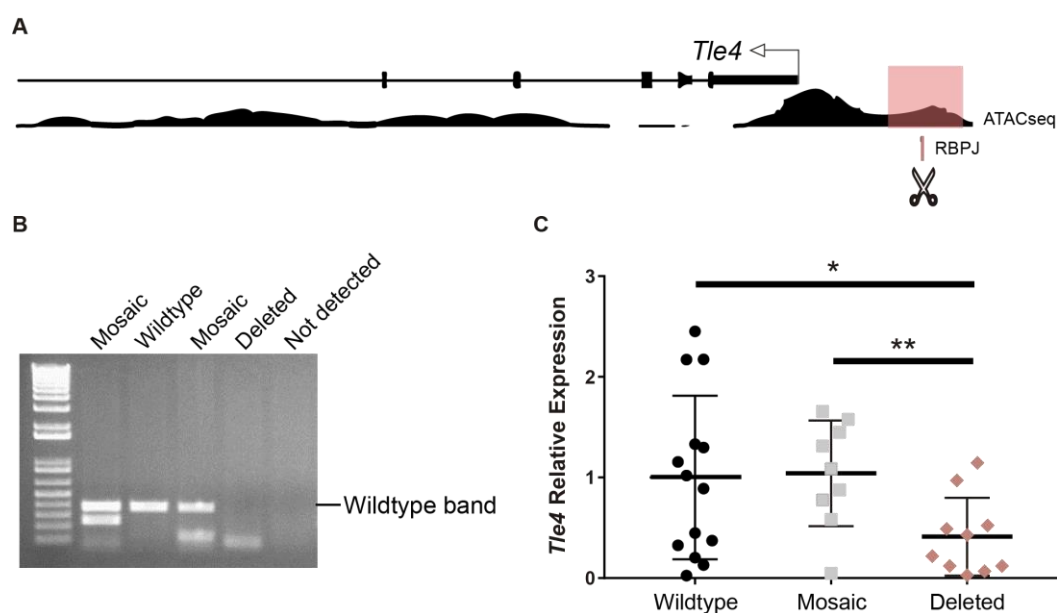 A
Tle4
ATACseq
RBPJ
B
Mosaic
Wildtype
Mosaic
Deleted
Not detected
Wildtype band
C
*
**
Tle4 Relative Expression
3
2
1
0
Wildtype Mosaic Deleted